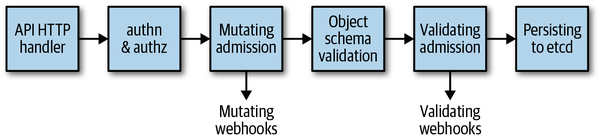 API HTTP
handler
authn
& authz
Mutating
admission
Object
schema
validation
Validating
admission
Persisting
to etcd
Mutating
webhooks
Validating
webhooks